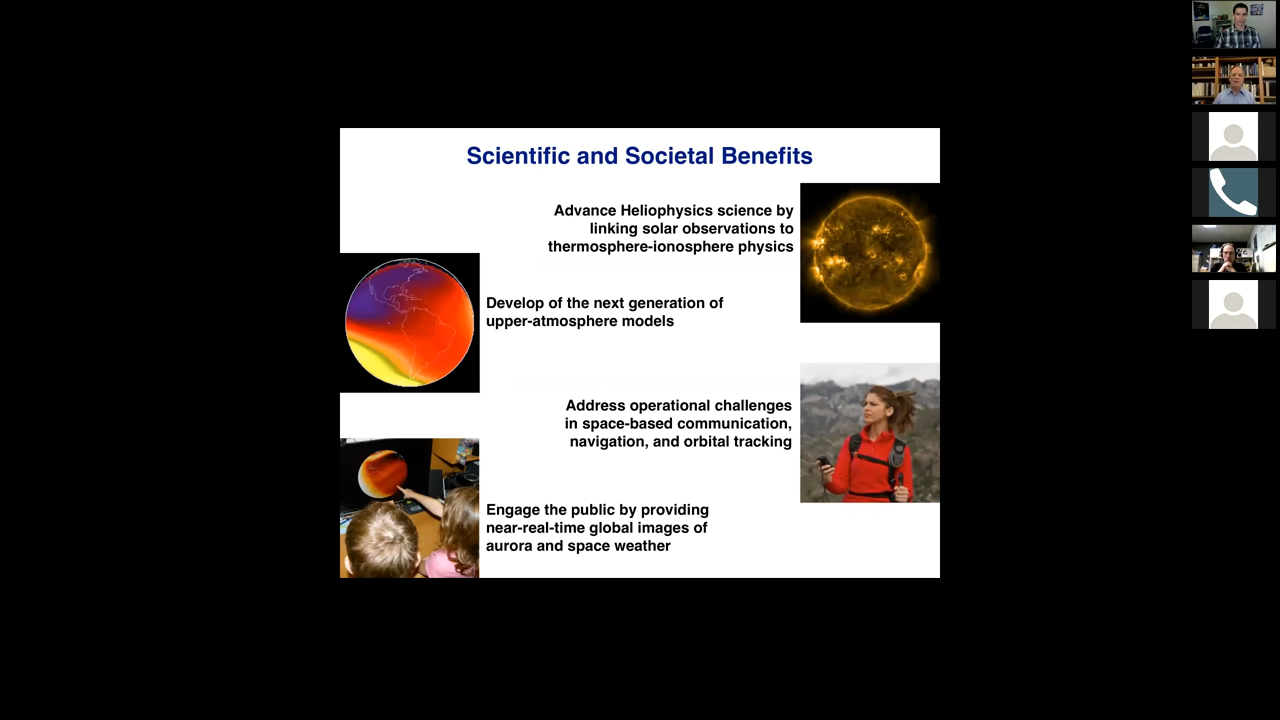 Scientific and Societal Benefits
Advance Heliophysics science by
linking solar observations to
thermosphere-ionosphere physics
Develop of the next generation of
upper-atmosphere models
Address operational challenges
in space-based communication,
navigation, and orbital tracking
Engage the public by providing
near-real-time global images of
aurora and space weather